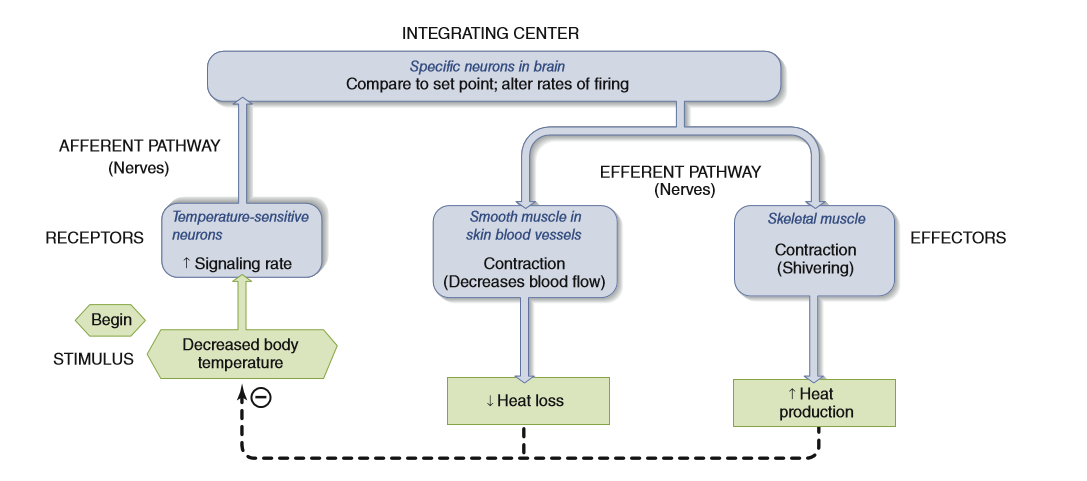 INTEGRATING CENTER
Specific neurons in brain
Compare to set point; alter rates of firing
AFFERENT PATHWAY
(Nerves)
EFFERENT PATHWAY
(Nerves)
RECEPTORS
Temperature-sensitive
neurons
↑ Signaling rate
Smooth muscle in
skin blood vessels
Contraction
(Decreases blood flow)
Skeletal muscle
Contraction
(Shivering)
EFFECTORS
Begin
STIMULUS
Decreased body
temperature
↓ Heat loss
↑ Heat
production
−